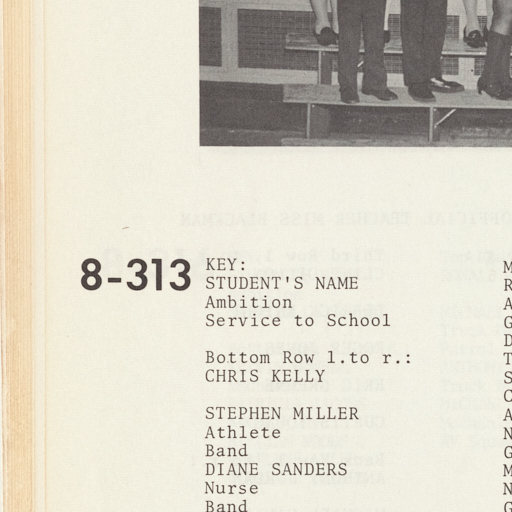 8-313
KEY:
STUDENT'S NAME
Ambition
Service to School
Bottom Row l.to r.:
CHRIS KELLY
STEPHEN MILLER
Athlete
Band
DIANE SANDERS
Nurse
Band